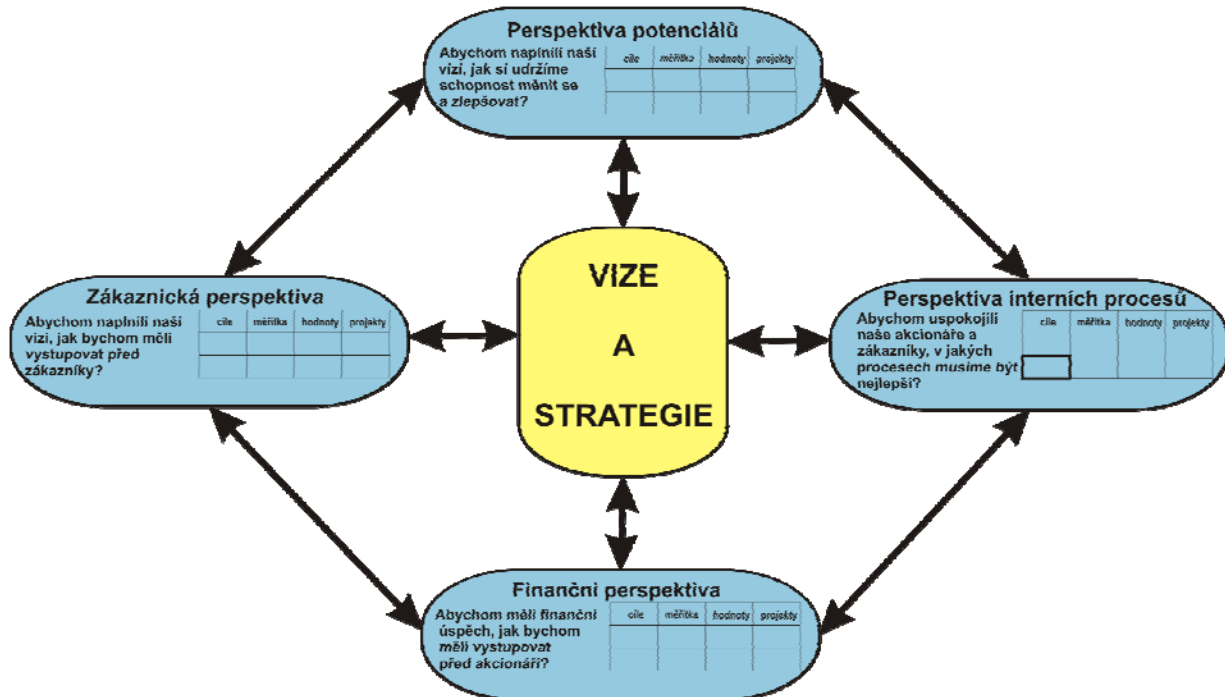 Perspektiva potenciálů
Abychom naplnili naší
vizi, jak si udržíme
schopnost měnit se
a zlepšovat?
cíle měřítka hodnoty projekty
Zákaznická perspektiva
Abychom naplnili naší
vizi, jak bychom měli
vystupovat před
zákazníky?
cíle měřítka hodnoty projekty
VIZE
A
STRATEGIE
Perspektiva interních procesů
Abychom uspokojili
naše akcionáře a
zákazníky, v jakých
procesech musíme být
nejlepší?
cíle měřítka hodnoty projekty
Finanční perspektiva
Abychom měli finanční
úspěch, jak bychom
měli vystupovat
před akcionáři?
cíle měřítka hodnoty projekty